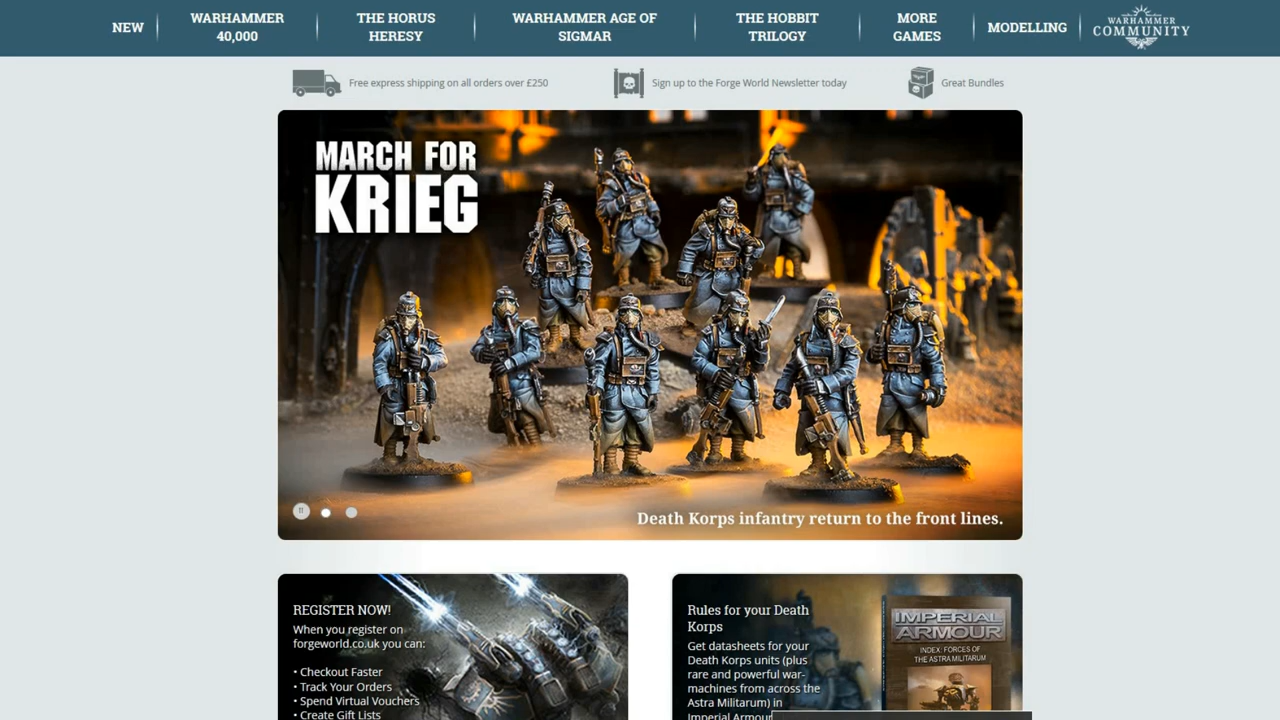 NEW
WARHAMMER
40,000
THE HORUS
HERESY
WARHAMMER AGE OF
SIGMAR
THE HOBBIT
TRILOGY
MORE
GAMES
MODELLING
WARHAMMER
COMMUNITY
Free express shipping on all orders over £250
Sign up to the Forge World Newsletter today
Great Bundles
MARCH FOR
KRIEG
Death Korps infantry return to the front lines.
REGISTER NOW!
When you register on
forgeworld.co.uk you can:
• Checkout Faster
• Track Your Orders
• Spend Virtual Vouchers
• Create Gift Lists
Rules for your Death
Korps
Get datasheets for your
Death Korps units (plus
rare and powerful war-
machines from across the
Astra Militarum) in
Imperial Armour
IMPERIAL
ARMOUR
INDEX: FORCES OF
THE ASTRA MILITARUM